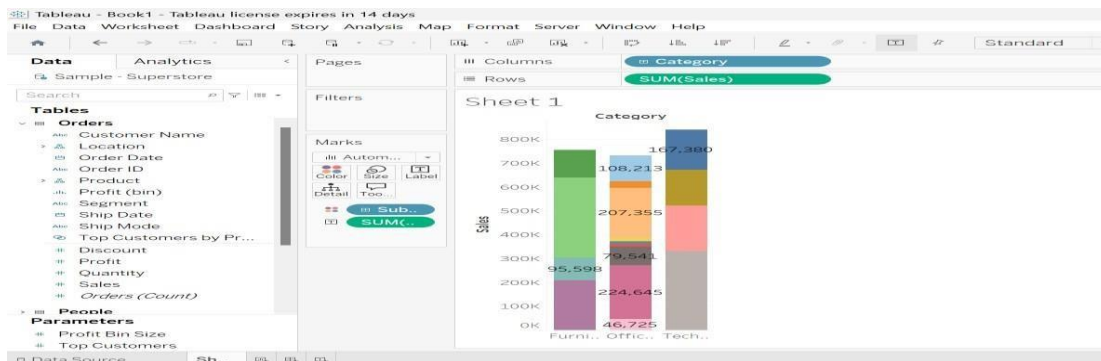 Tableau - Book1 - Tableau license expires in 14 days
File Data Worksheet Dashboard Story Analysis Map Format Server Window Help
Standard
Data Analytics
Sample - Superstore
Search
Tables
Orders
Abc Customer Name
Location
Order Date
Abc Order ID
Product
Profit (bin)
Abc Segment
Ship Date
Abc Ship Mode
Top Customers by Pr...
Discount
Profit
Quantity
Sales
Orders (Count)
People
Parameters
Profit Bin Size
Top Customers
Pages
Filters
Marks
Autom...
Color Size Label
Detail Too...
Sub..
SUM(..
Columns Category
Rows SUM(Sales)
Sheet 1
Category
Sales
800K
700K
600K
500K
400K
300K
200K
100K
0K
167,380
108,213
207,355
79,541
95,598
224,645
46,725
Furni.. Offic.. Tech..
Data Source Sh